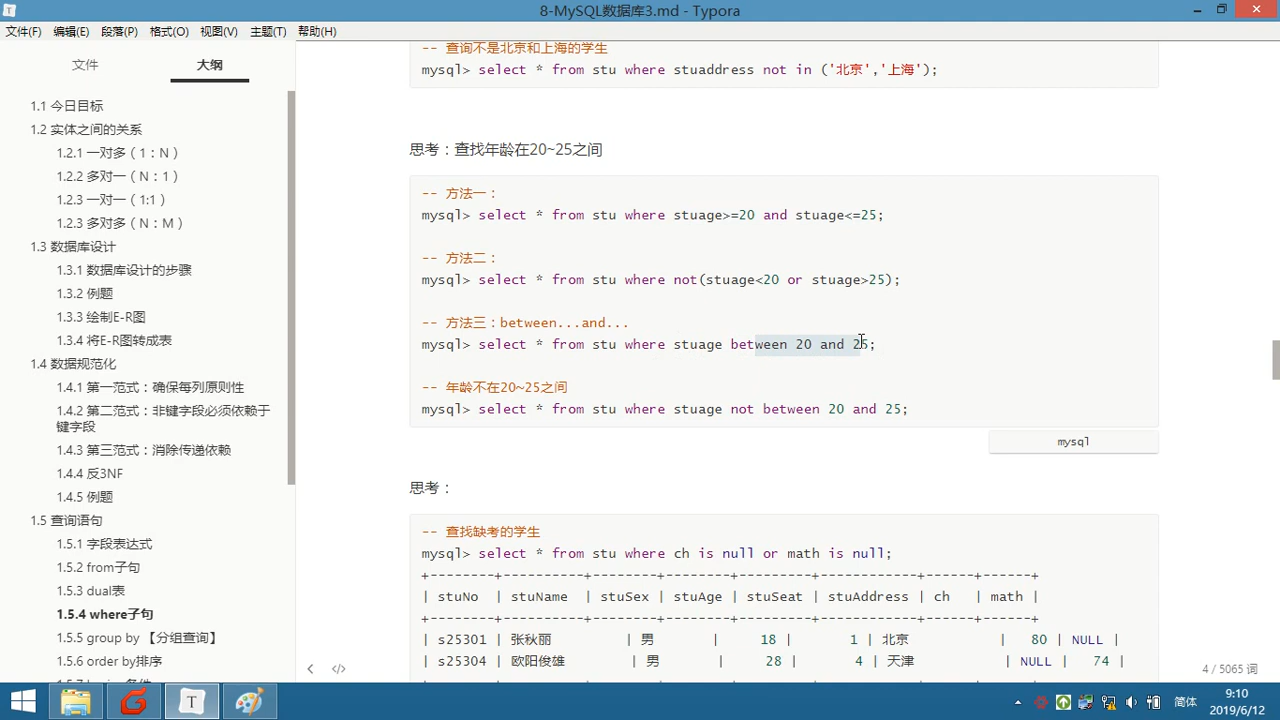 8-MySQL数据库3.md - Typora
文件(F) 编辑(E) 段落(P) 格式(O) 视图(V) 主题(T) 帮助(H)
文件 大纲
1.1 今日目标
1.2 实体之间的关系
1.2.1 一对多（1：N）
1.2.2 多对一（N：1）
1.2.3 一对一（1:1）
1.2.3 多对多（N：M）
1.3 数据库设计
1.3.1 数据库设计的步骤
1.3.2 例题
1.3.3 绘制E-R图
1.3.4 将E-R图转成表
1.4 数据规范化
1.4.1 第一范式：确保每列原则性
1.4.2 第二范式：非键字段必须依赖于
键字段
1.4.3 第三范式：消除传递依赖
1.4.4 反3NF
1.4.5 例题
1.5 查询语句
1.5.1 字段表达式
1.5.2 from子句
1.5.3 dual表
1.5.4 where子句
1.5.5 group by 【分组查询】
1.5.6 order by排序
-- 查询不是北京和上海的学生
mysql> select * from stu where stuaddress not in ('北京','上海');
思考：查找年龄在20~25之间
-- 方法一：
mysql> select * from stu where stuage>=20 and stuage<=25;
-- 方法二：
mysql> select * from stu where not(stuage<20 or stuage>25);
-- 方法三：between...and...
mysql> select * from stu where stuage between 20 and 25;
-- 年龄不在20~25之间
mysql> select * from stu where stuage not between 20 and 25;
mysql
思考：
-- 查找缺考的学生
mysql> select * from stu where ch is null or math is null;
+--------+----------+--------+--------+---------+------------+------+------+
| stuNo | stuName | stuSex | stuAge | stuSeat | stuAddress | ch | math |
+--------+----------+--------+--------+---------+------------+------+------+
| s25301 | 张秋丽 | 男 | 18 | 1 | 北京 | 80 | NULL |
| s25304 | 欧阳俊雄 | 男 | 28 | 4 | 天津 | NULL | 74 |
4 / 5065 词
简体
9:10
2019/6/12